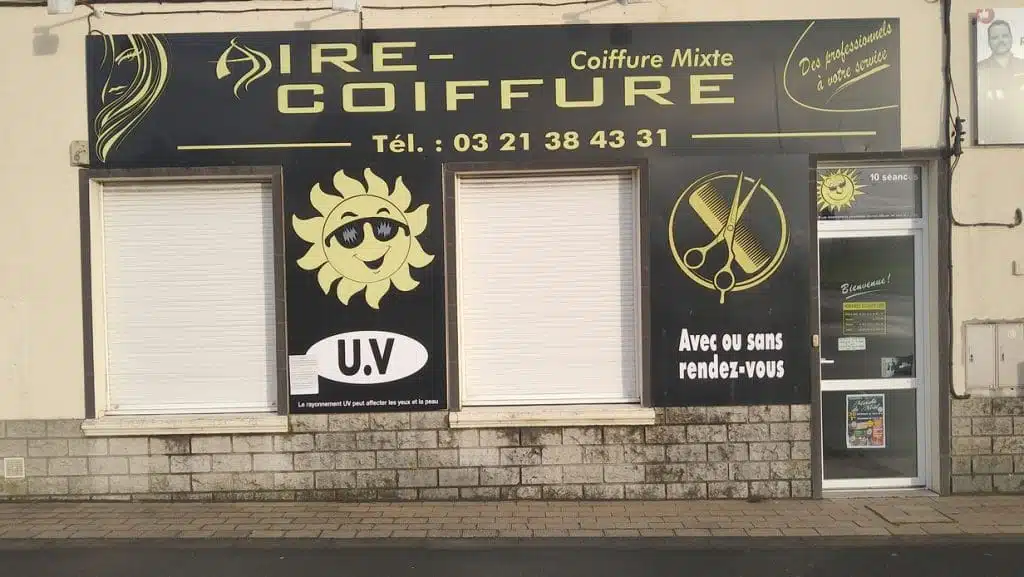 AIRE-
COIFFURE
Coiffure Mixte
Des professionnels
à votre service
Tél. : 03 21 38 43 31
10 séances
U.V
Le rayonnement UV peut affecter les yeux et la peau
Avec ou sans
rendez-vous
Bienvenue !